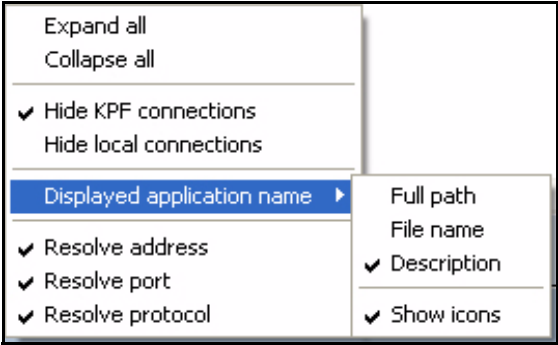 Expand all
Collapse all
Hide KPF connections
Hide local connections
Displayed application name
Full path
File name
Description
Show icons
Resolve address
Resolve port
Resolve protocol